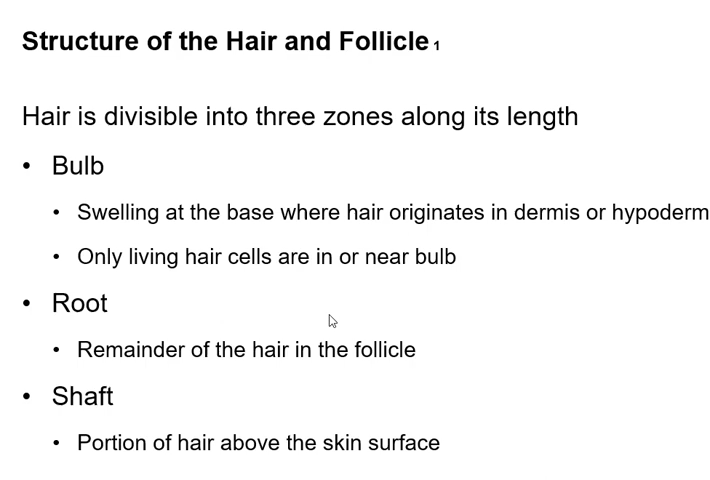 Structure of the Hair and Follicle 1
Hair is divisible into three zones along its length
• Bulb
• Swelling at the base where hair originates in dermis or hypoderm
• Only living hair cells are in or near bulb
• Root
• Remainder of the hair in the follicle
• Shaft
• Portion of hair above the skin surface